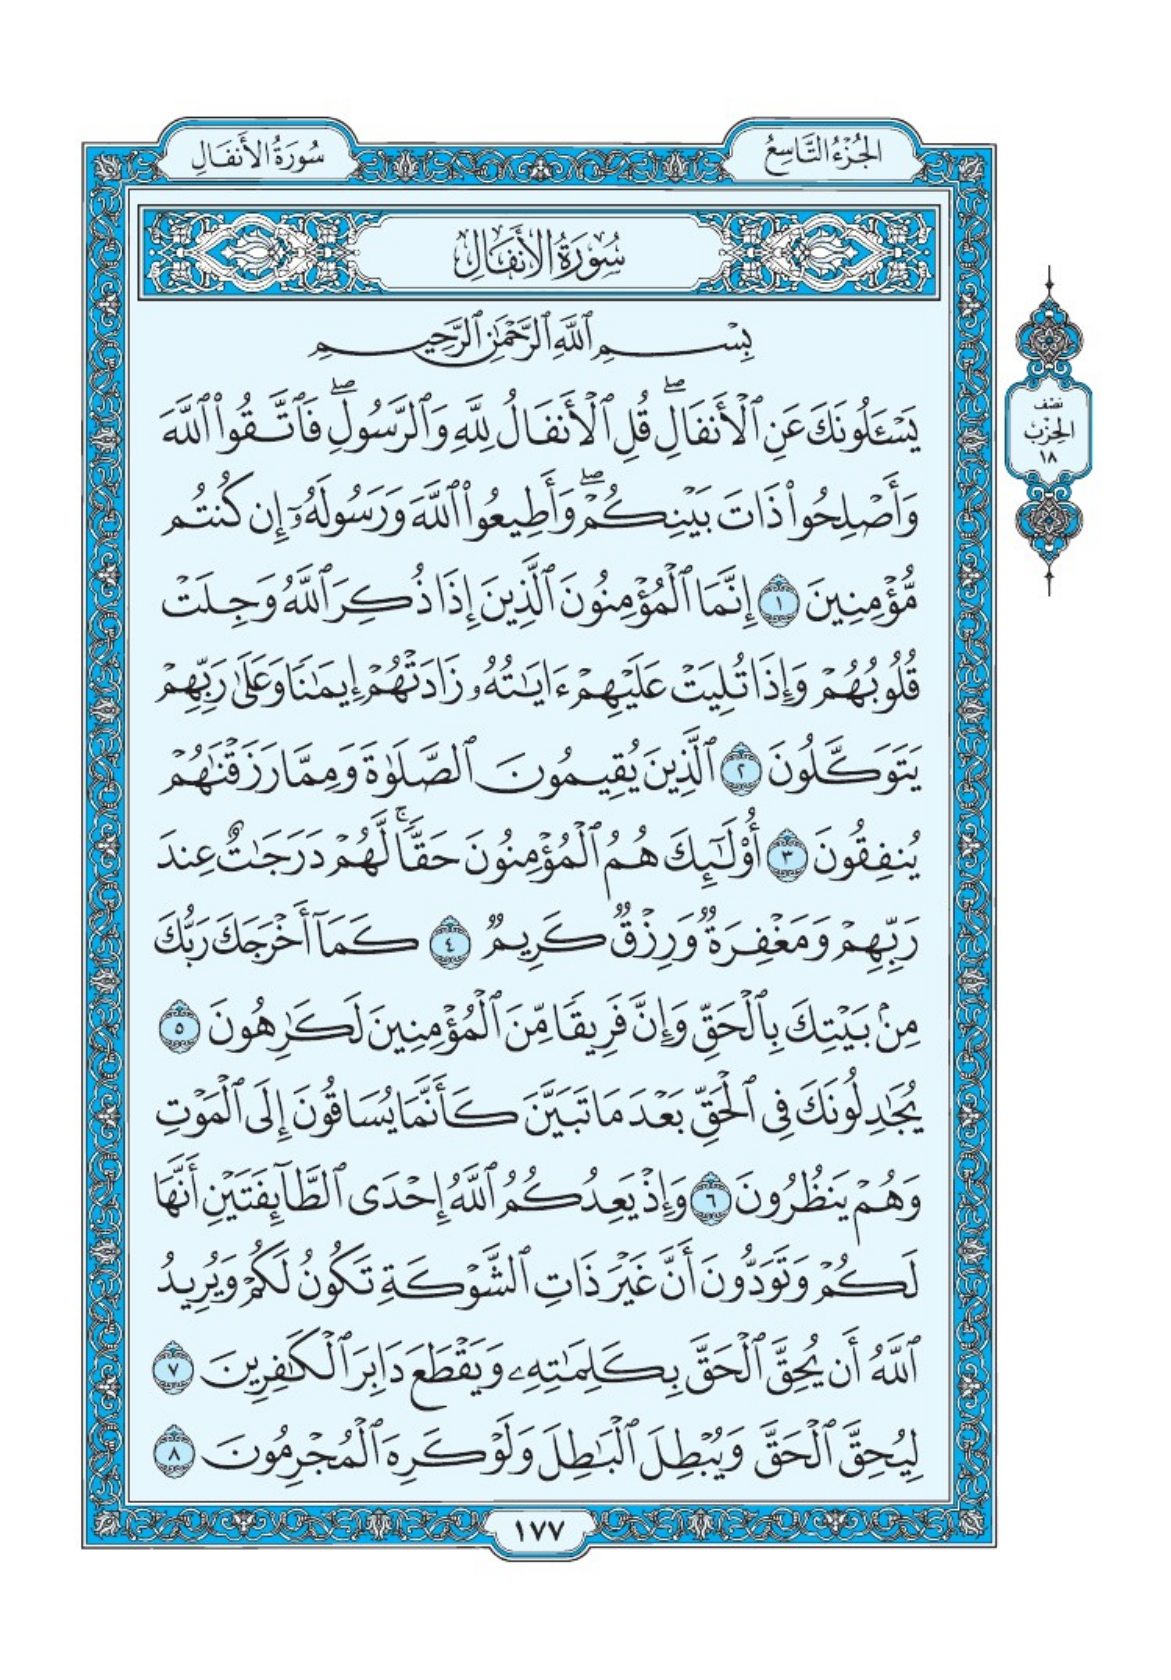 الجُزْءُ التَّاسِعُ
سُورَةُ الأَنفَالِ
سُورَةُ الأَنفَالِ
بِسْمِ ٱللَّهِ ٱلرَّحْمَٰنِ ٱلرَّحِيمِ
يَسْـَٔلُونَكَ عَنِ ٱلْأَنفَالِۖ قُلِ ٱلْأَنفَالُ لِلَّهِ وَٱلرَّسُولِۖ فَٱتَّقُوا۟ ٱللَّهَ
وَأَصْلِحُوا۟ ذَاتَ بَيْنِكُمْۖ وَأَطِيعُوا۟ ٱللَّهَ وَرَسُولَهُۥٓ إِن كُنتُم
مُّؤْمِنِينَ ١ إِنَّمَا ٱلْمُؤْمِنُونَ ٱلَّذِينَ إِذَا ذُكِرَ ٱللَّهُ وَجِلَتْ
قُلُوبُهُمْ وَإِذَا تُلِيَتْ عَلَيْهِمْ ءَايَٰتُهُۥ زَادَتْهُمْ إِيمَٰنًا وَعَلَىٰ رَبِّهِمْ
يَتَوَكَّلُونَ ٢ ٱلَّذِينَ يُقِيمُونَ ٱلصَّلَوٰةَ وَمِمَّا رَزَقْنَٰهُمْ
يُنفِقُونَ ٣ أُو۟لَٰٓئِكَ هُمُ ٱلْمُؤْمِنُونَ حَقًّاۚ لَّهُمْ دَرَجَٰتٌ عِندَ
رَبِّهِمْ وَمَغْفِرَةٌ وَرِزْقٌ كَرِيمٌ ٤ كَمَآ أَخْرَجَكَ رَبُّكَ
مِنۢ بَيْتِكَ بِٱلْحَقِّ وَإِنَّ فَرِيقًا مِّنَ ٱلْمُؤْمِنِينَ لَكَٰرِهُونَ ٥
يُجَٰدِلُونَكَ فِى ٱلْحَقِّ بَعْدَ مَا تَبَيَّنَ كَأَنَّمَا يُسَاقُونَ إِلَى ٱلْمَوْتِ
وَهُمْ يَنظُرُونَ ٦ وَإِذْ يَعِدُكُمُ ٱللَّهُ إِحْدَى ٱلطَّآئِفَتَيْنِ أَنَّهَا
لَكُمْ وَتَوَدُّونَ أَنَّ غَيْرَ ذَاتِ ٱلشَّوْكَةِ تَكُونُ لَكُمْ وَيُرِيدُ
ٱللَّهُ أَن يُحِقَّ ٱلْحَقَّ بِكَلِمَٰتِهِۦ وَيَقْطَعَ دَابِرَ ٱلْكَٰفِرِينَ ٧
لِيُحِقَّ ٱلْحَقَّ وَيُبْطِلَ ٱلْبَٰطِلَ وَلَوْ كَرِهَ ٱلْمُجْرِمُونَ ٨
نصْف
الحِزْب
١٨
١٧٧